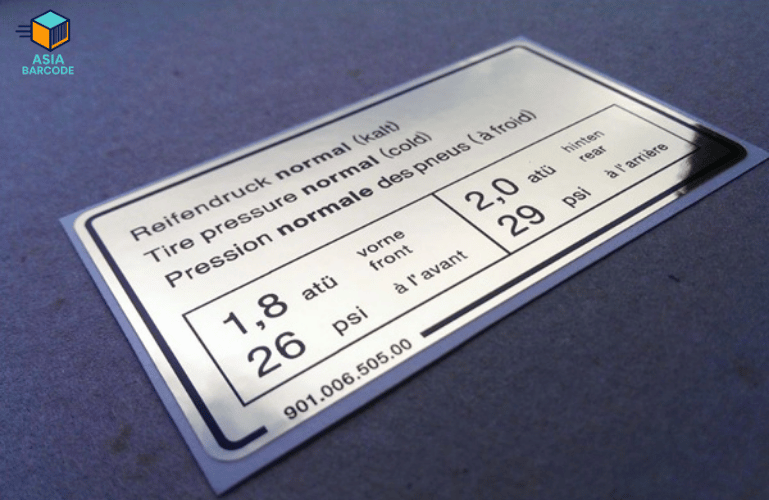 ASIA
BARCODE
Reifendruck normal (kalt)
Tire pressure normal (cold)
Pression normale des pneus (à froid)
1,8 atü vorne
front
26 psi à l'avant
2,0 atü hinten
rear
29 psi à l'arrière
901.006.505.00